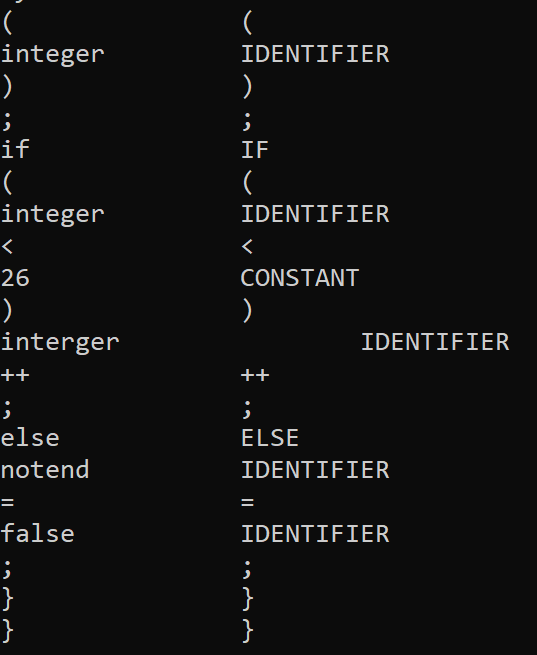 ( (
integer IDENTIFIER
) )
; ;
if IF
( (
integer IDENTIFIER
< <
26 CONSTANT
) )
interger IDENTIFIER
++ ++
; ;
else ELSE
notend IDENTIFIER
= =
false IDENTIFIER
; ;
} }
} }